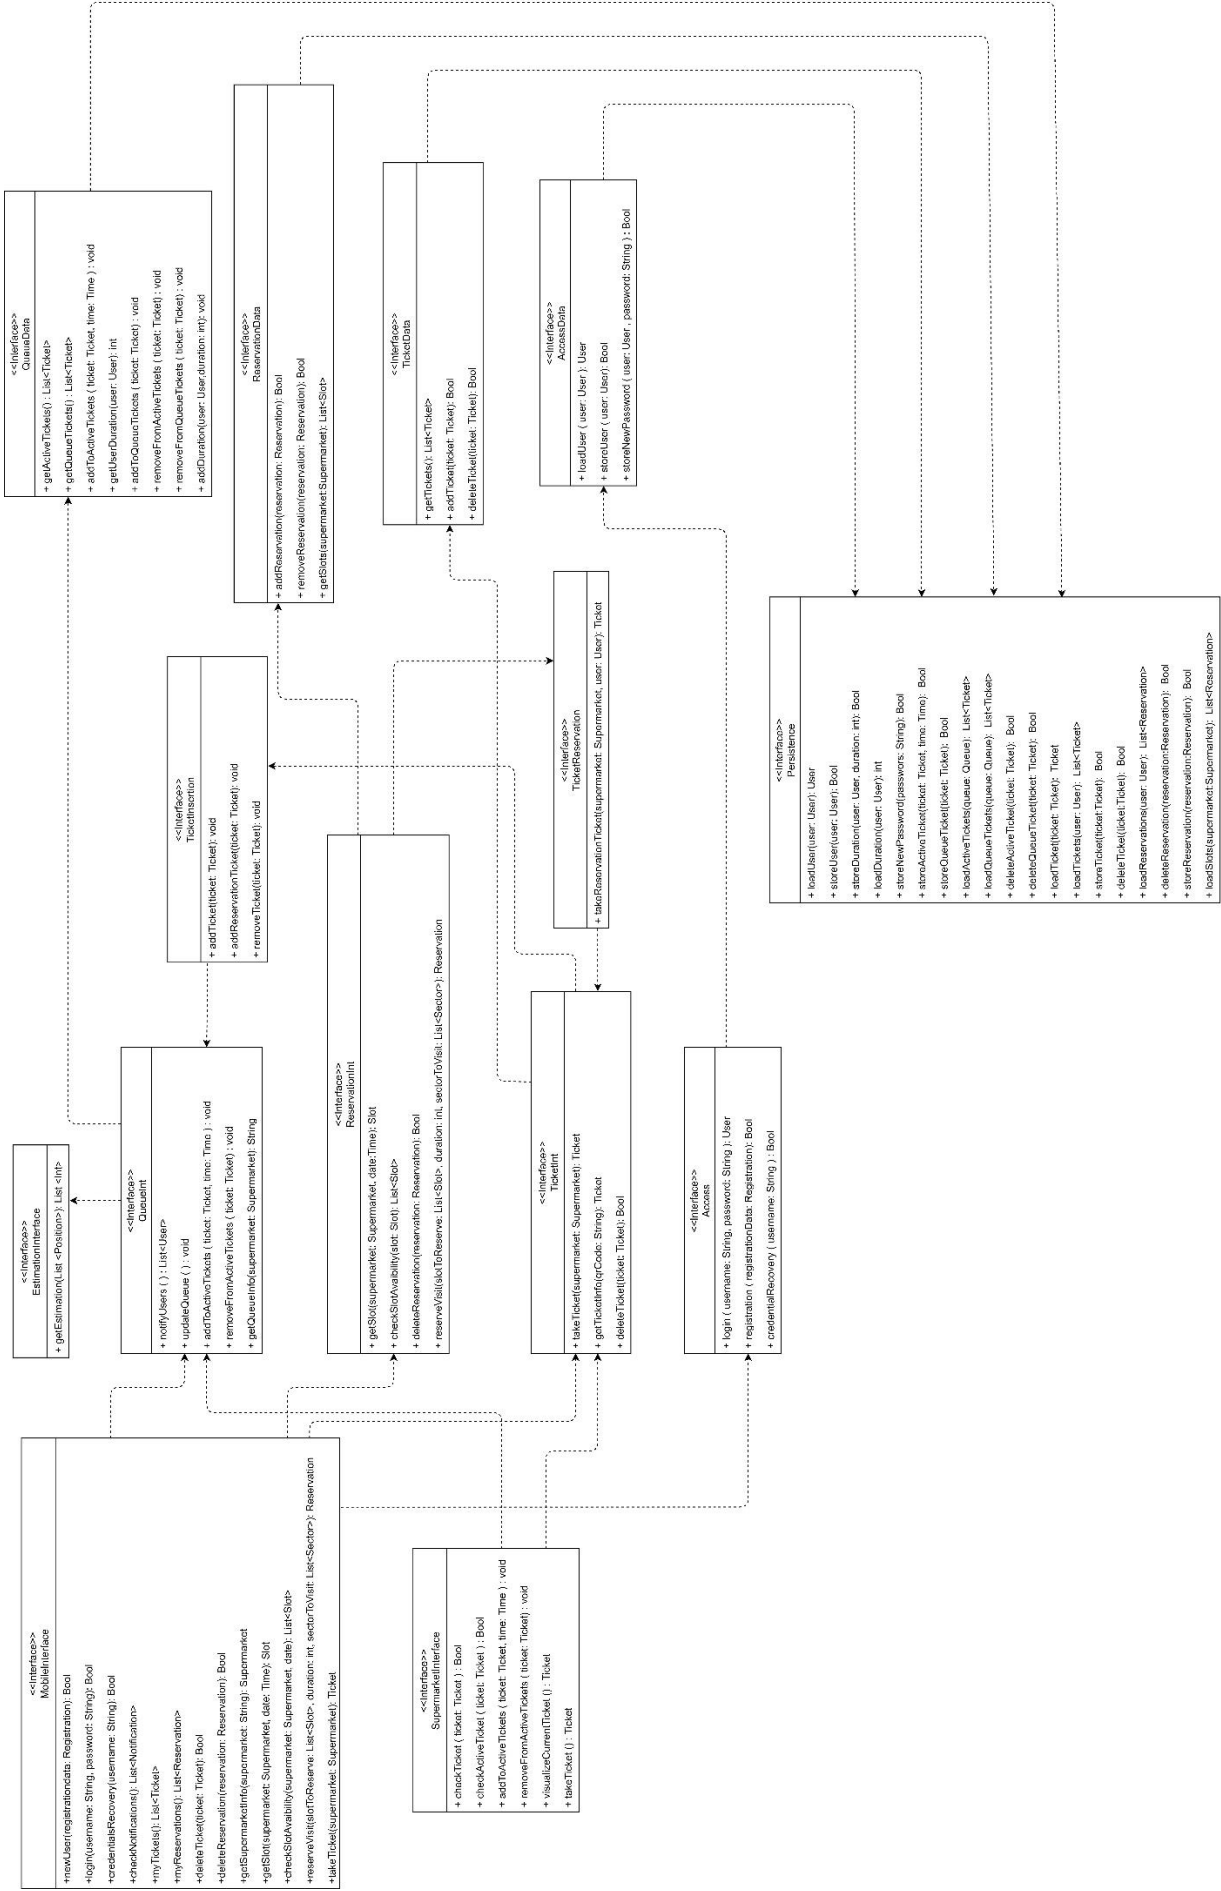 <<Interface>>
MobileInterface
+newUser(registrationdata: Registration): Bool
+login(username: String, password: String): Bool
+credentialsRecovery(username: String): Bool
+checkNotifications(): List<Notification>
+myTickets(): List<Ticket>
+myReservations(): List<Reservation>
+deleteTicket(ticket: Ticket): Bool
+deleteReservation(reservation: Reservation): Bool
+getSupermarketInfo(supermarket: String): Supermarket
+getSlot(supermarket: Supermarket, date: Time): Slot
+checkSlotAvaibility(supermarket: Supermarket, date): List<Slot>
+reserveVisit(slotToReserve: List<Slot>, duration: int, sectorToVisit: List<Sector>): Reservation
+takeTicket(supermarket: Supermarket): Ticket
<<Interface>>
SupermarketInterface
+ checkTicket ( ticket: Ticket ) : Bool
+ checkActiveTicket ( ticket: Ticket ) : Bool
+ addToActiveTickets ( ticket: Ticket, time: Time ) : void
+ removeFromActiveTickets ( ticket: Ticket) : void
+ visualizeCurrentTicket () : Ticket
+ takeTicket () : Ticket
<<Interface>>
EstimationInterface
+ getEstimation(List <Position>): List <Int>
<<Interface>>
QueueInt
+ notifyUsers ( ) : List<User>
+ updateQueue ( ) : void
+ addToActiveTickets ( ticket: Ticket, time: Time ) : void
+ removeFromActiveTickets ( ticket: Ticket) : void
+ getQueueInfo(supermarket: Supermarket): String
<<Interface>>
ReservationInt
+ getSlot(supermarket: Supermarket, date:Time): Slot
+ checkSlotAvaibility(slot: Slot): List<Slot>
+ deleteReservation(reservation: Reservation): Bool
+ reserveVisit(slotToReserve: List<Slot>, duration: int, sectorToVisit: List<Sector>): Reservation
<<Interface>>
TicketInt
+ takeTicket(supermarket: Supermarket): Ticket
+ getTicketInfo(qrCode: String): Ticket
+ deleteTicket(ticket: Ticket): Bool
<<Interface>>
Access
+ login ( username: String, password: String ): User
+ registration ( registrationData: Registration): Bool
+ credentialRecovery ( username: String ) : Bool
<<Interface>>
TicketInsertion
+ addTicket(ticket: Ticket): void
+ addReservationTicket(ticket: Ticket): void
+ removeTicket(ticket: Ticket): void
<<Interface>>
TicketReservation
+ takeReservationTicket(supermarket: Supermarket, user: User): Ticket
<<Interface>>
QueueData
+ getActiveTickets() : List<Ticket>
+ getQueueTickets() : List<Ticket>
+ addToActiveTickets ( ticket: Ticket, time: Time ) : void
+ getUserDuration(user: User): int
+ addToQueueTickets ( ticket: Ticket) : void
+ removeFromActiveTickets ( ticket: Ticket) : void
+ removeFromQueueTickets ( ticket: Ticket) : void
+ addDuration(user: User,duration: int): void
<<Interface>>
ReservationData
+ addReservation(reservation: Reservation): Bool
+ removeReservation(reservation: Reservation): Bool
+ getSlots(supermarket:Supermarket): List<Slot>
<<Interface>>
TicketData
+ getTickets(): List<Ticket>
+ addTicket(ticket: Ticket): Bool
+ deleteTicket(ticket: Ticket): Bool
<<Interface>>
AccessData
+ loadUser ( user: User ): User
+ storeUser ( user: User): Bool
+ storeNewPassword ( user: User , password: String ) : Bool
<<Interface>>
Persistence
+ loadUser(user: User): User
+ storeUser(user: User): Bool
+ storeDuration(user: User, duration: int): Bool
+ loadDuration(user: User): int
+ storeNewPassword(passwors: String): Bool
+ storeActiveTicket(ticket: Ticket, time: Time): Bool
+ storeQueueTicket(ticket: Ticket): Bool
+ loadActiveTickets(queue: Queue): List<Ticket>
+ loadQueueTickets(queue: Queue): List<Ticket>
+ deleteActiveTicket(ticket: Ticket): Bool
+ deleteQueueTicket(ticket: Ticket): Bool
+ loadTicket(ticket: Ticket): Ticket
+ loadTickets(user: User): List<Ticket>
+ storeTicket(ticket:Ticket): Bool
+ deleteTicket(ticket:Ticket): Bool
+ loadReservations(user: User): List<Reservation>
+ deleteReservation(reservation:Reservation): Bool
+ storeReservation(reservation:Reservation): Bool
+ loadSlots(supermarket:Supermarket): List<Reservation>